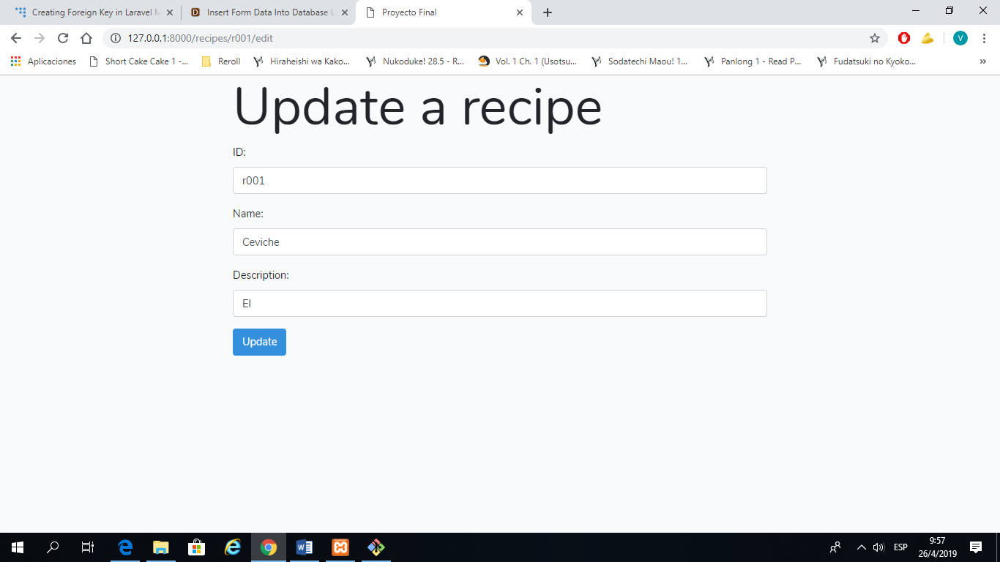 Creating Foreign Key in Laravel M
Insert Form Data Into Database U
Proyecto Final
127.0.0.1:8000/recipes/r001/edit
V
Aplicaciones
Short Cake Cake 1 -...
Reroll
Hiraheishi wa Kako...
Nukoduke! 28.5 - R...
Vol. 1 Ch. 1 (Usotsu...
Sodatechi Maou! 1...
Panlong 1 - Read P...
Fudatsuki no Kyoko...
»
Update a recipe
ID:
r001
Name:
Ceviche
Description:
El
Update
ESP
9:57
26/4/2019